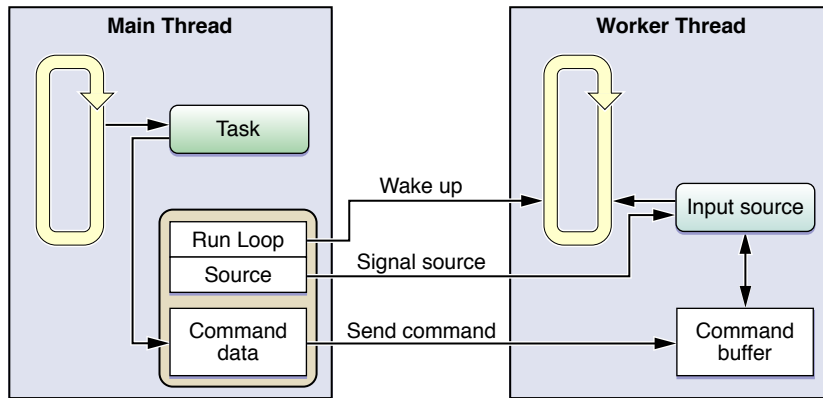 Main Thread
Task
Run Loop
Source
Command
data
Wake up
Signal source
Send command
Worker Thread
Input source
Command
buffer